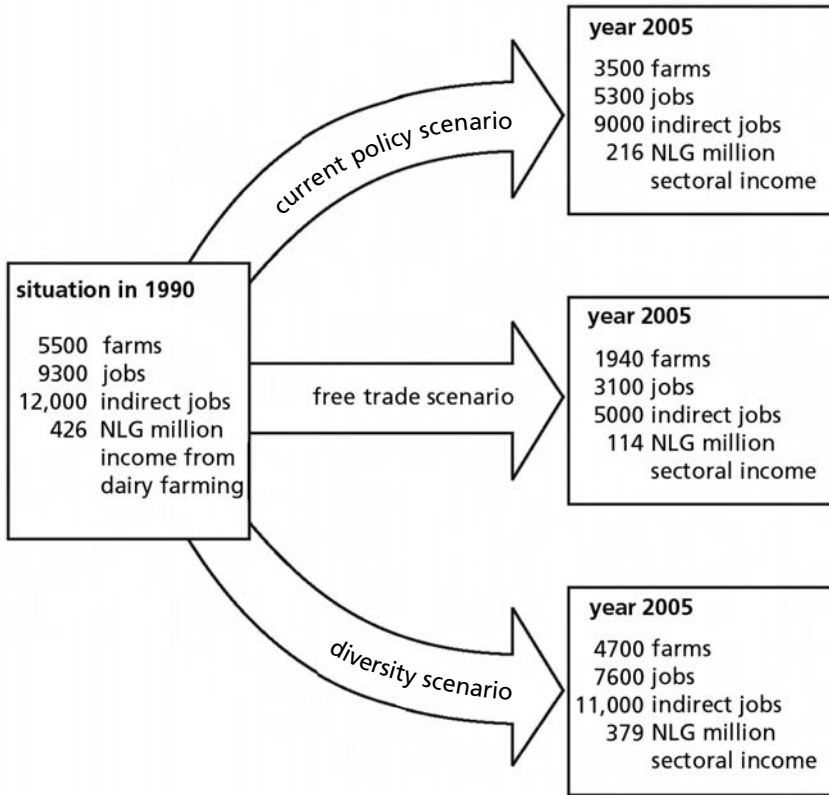 situation in 1990
5500 farms
9300 jobs
12,000 indirect jobs
426 NLG million
income from
dairy farming
current policy scenario
year 2005
3500 farms
5300 jobs
9000 indirect jobs
216 NLG million
sectoral income
free trade scenario
year 2005
1940 farms
3100 jobs
5000 indirect jobs
114 NLG million
sectoral income
diversity scenario
year 2005
4700 farms
7600 jobs
11,000 indirect jobs
379 NLG million
sectoral income